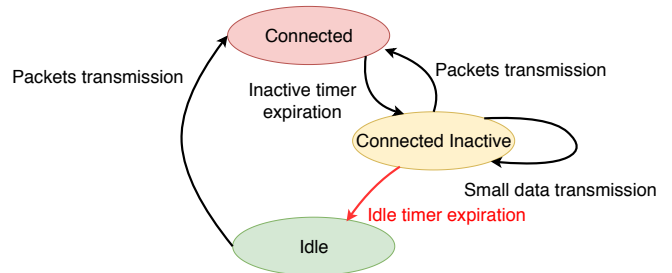 Connected
Packets transmission
Packets transmission
Inactive timer
expiration
Connected Inactive
Small data transmission
Idle timer expiration
Idle